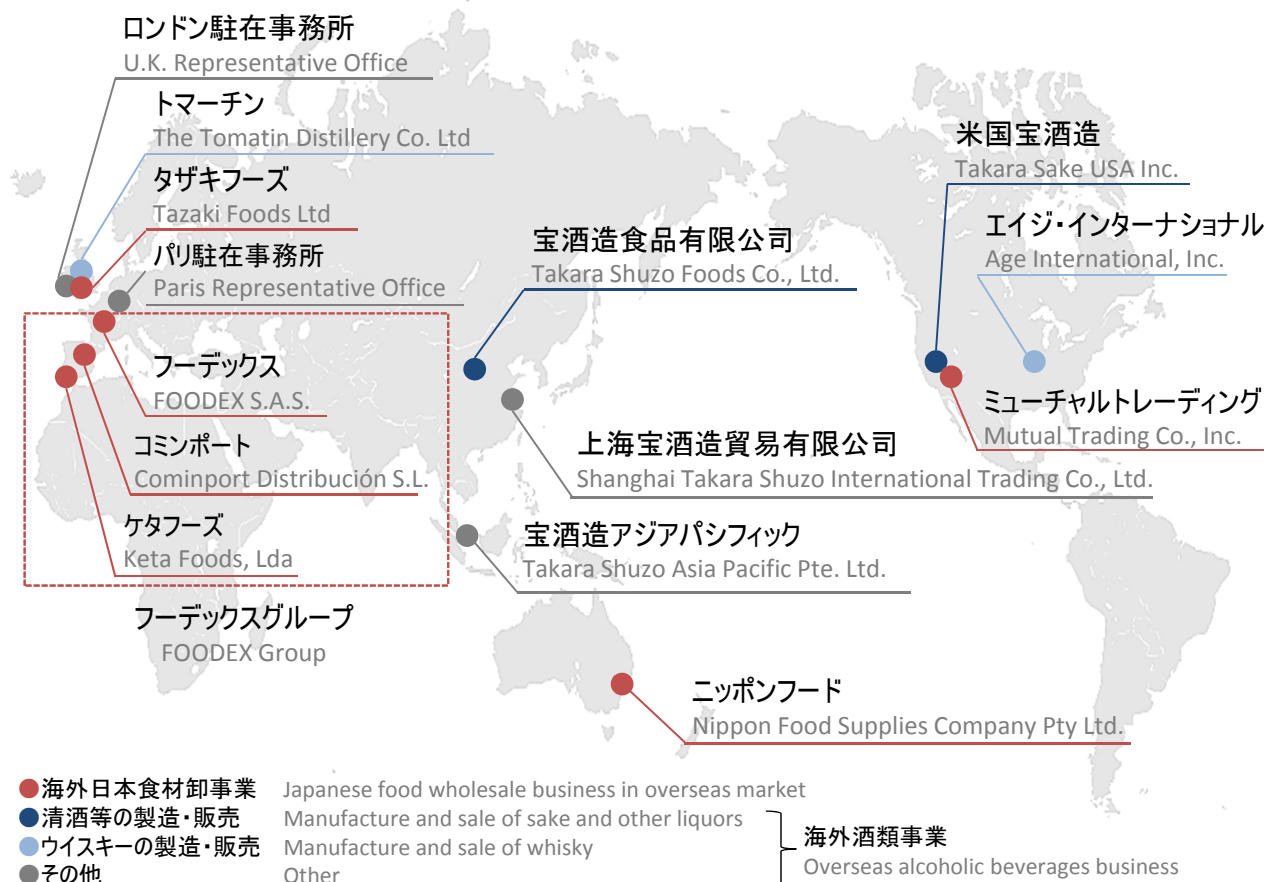 ロンドン駐在事務所
U.K. Representative Office
トマーチン
The Tomatin Distillery Co. Ltd
タザキフーズ
Tazaki Foods Ltd
パリ駐在事務所
Paris Representative Office
フーデックス
FOODEX S.A.S.
コミンポート
Cominport Distribución S.L.
ケタフーズ
Keta Foods, Lda
フーデックスグループ
FOODEX Group
宝酒造食品有限公司
Takara Shuzo Foods Co., Ltd.
上海宝酒造貿易有限公司
Shanghai Takara Shuzo International Trading Co., Ltd.
宝酒造アジアパシフィック
Takara Shuzo Asia Pacific Pte. Ltd.
ニッポンフード
Nippon Food Supplies Company Pty Ltd.
米国宝酒造
Takara Sake USA Inc.
エイジ・インターナショナル
Age International, Inc.
ミューチャルトレーディング
Mutual Trading Co., Inc.
海外日本食材卸事業 Japanese food wholesale business in overseas market
清酒等の製造・販売 Manufacture and sale of sake and other liquors
ウイスキーの製造・販売 Manufacture and sale of whisky
その他 Other
海外酒類事業
Overseas alcoholic beverages business